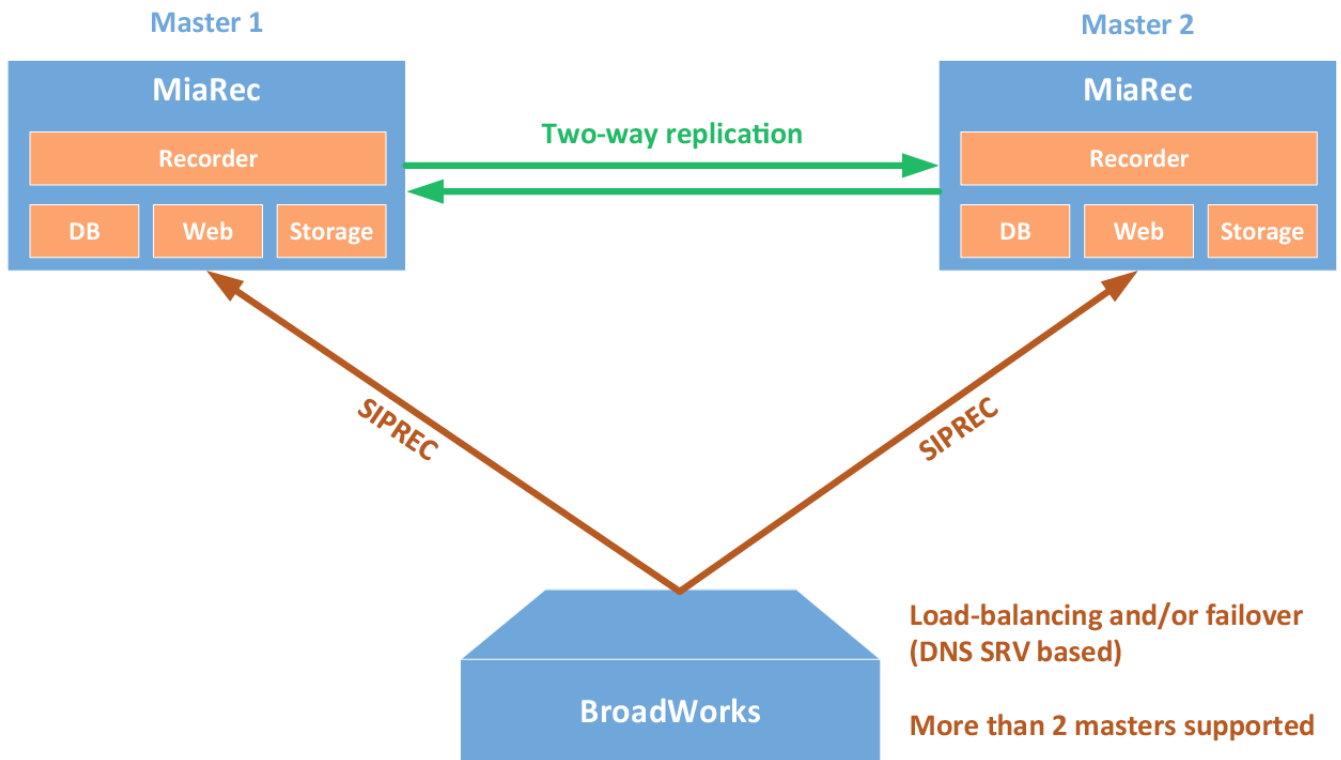 Master 1
Master 2
MiaRec
MiaRec
Two-way replication
Recorder
Recorder
DB
Web
Storage
DB
Web
Storage
SIPREC
SIPREC
Load-balancing and/or failover
(DNS SRV based)
BroadWorks
More than 2 masters supported